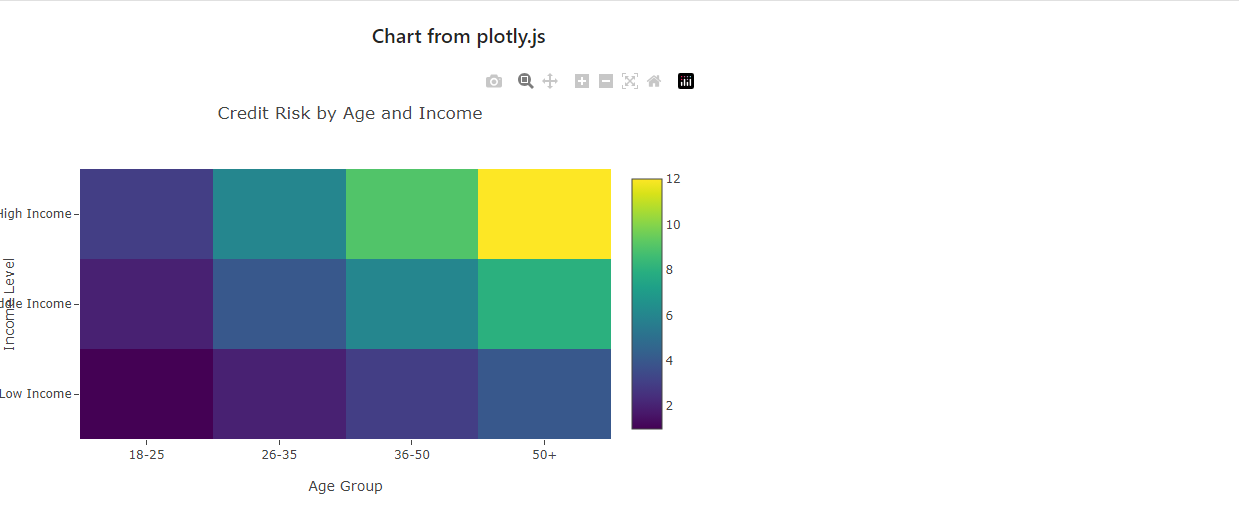 Chart from plotly.js
Credit Risk by Age and Income
High Income
Income Level
Income
Low Income
12
10
8
6
4
2
18-25
26-35
36-50
50+
Age Group